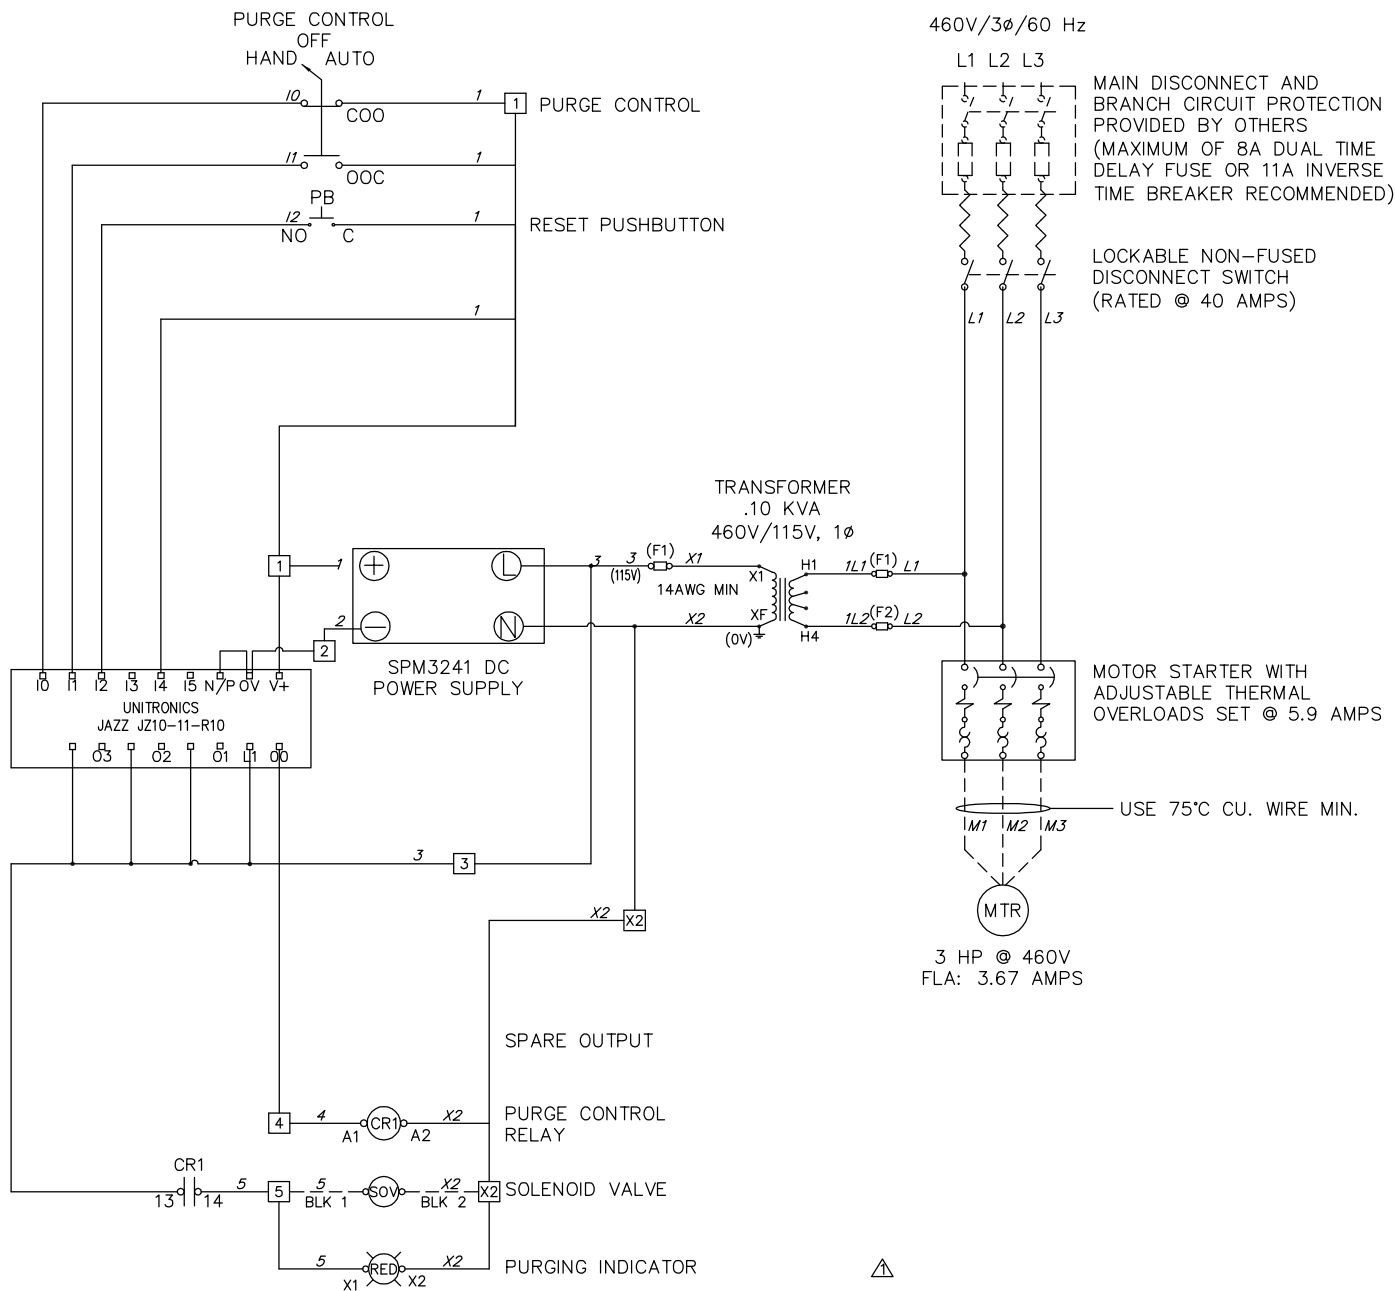 PURGE CONTROL
OFF
HAND AUTO
I0
COO
1
1
PURGE CONTROL
I1
OOC
1
PB
I2
NO C
1
RESET PUSHBUTTON
1
460V/3ø/60 Hz
L1 L2 L3
MAIN DISCONNECT AND
BRANCH CIRCUIT PROTECTION
PROVIDED BY OTHERS
(MAXIMUM OF 8A DUAL TIME
DELAY FUSE OR 11A INVERSE
TIME BREAKER RECOMMENDED)
LOCKABLE NON-FUSED
DISCONNECT SWITCH
(RATED @ 40 AMPS)
L1 L2 L3
TRANSFORMER
.10 KVA
460V/115V, 1ø
1
1
+
L
3
3
(115V)
(F1)
X1
14AWG MIN
X1
H1
1L1
(F1)
L1
2
2
−
N
X2
XF
(0V)
H4
1L2
(F2)
L2
SPM3241 DC
POWER SUPPLY
I0 I1 I2 I3 I4 I5 N/P 0V V+
UNITRONICS
JAZZ JZ10-11-R10
O3 O2 O1 L1 O0
MOTOR STARTER WITH
ADJUSTABLE THERMAL
OVERLOADS SET @ 5.9 AMPS
USE 75°C CU. WIRE MIN.
M1 M2 M3
MTR
3 HP @ 460V
FLA: 3.67 AMPS
3
3
X2
X2
SPARE OUTPUT
4
4
A1
CR1
A2
X2
PURGE CONTROL
RELAY
CR1
13 14
5
5
5
BLK 1
SOV
X2
BLK 2
X2
SOLENOID VALVE
5
X1
RED
X2
X2
PURGING INDICATOR
1